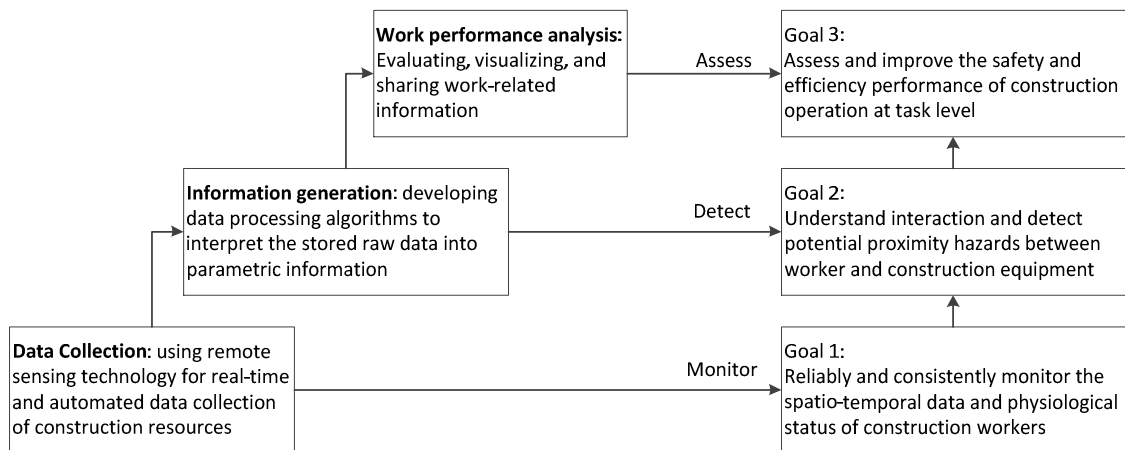 Work performance analysis:
Evaluating, visualizing, and
sharing work-related
information
Assess
Goal 3:
Assess and improve the safety and
efficiency performance of construction
operation at task level
Information generation: developing
data processing algorithms to
interpret the stored raw data into
parametric information
Detect
Goal 2:
Understand interaction and detect
potential proximity hazards between
worker and construction equipment
Data Collection: using remote
sensing technology for real-time
and automated data collection
of construction resources
Monitor
Goal 1:
Reliably and consistently monitor the
spatio-temporal data and physiological
status of construction workers